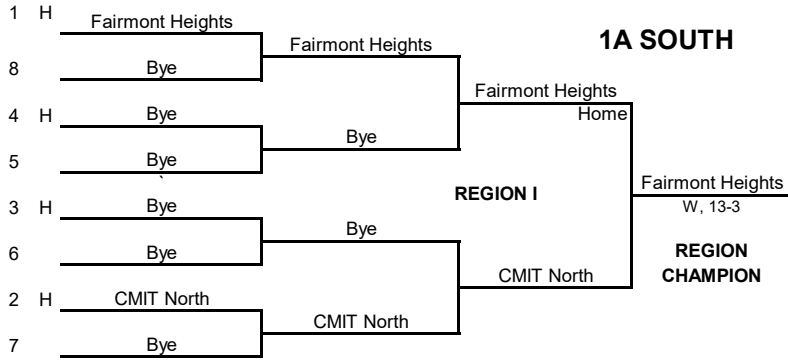 1 H Fairmont Heights
Fairmont Heights
1A SOUTH
8 Bye
Fairmont Heights
Home
4 H Bye
Bye
5 Bye
`
REGION I
Fairmont Heights
W, 13-3
3 H Bye
Bye
REGION
CHAMPION
6 Bye
CMIT North
2 H CMIT North
CMIT North
7 Bye